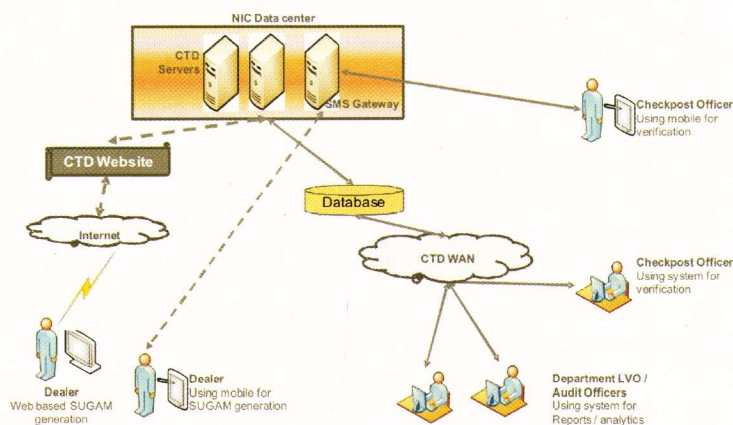 NIC Data center
CTD
Servers
SMS Gateway
Checkpost Officer
Using mobile for
verification
CTD Website
Database
Internet
CTD WAN
Checkpost Officer
Using system for
verification
Dealer
Web based SUGAM
generation
Dealer
Using mobile for
SUGAM generation
Department LVO /
Audit Officers
Using system for
Reports / analytics